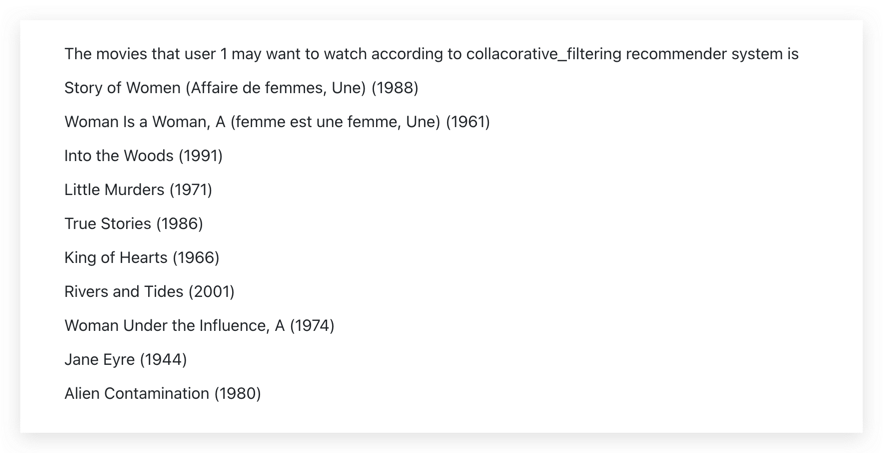 The movies that user 1 may want to watch according to collacorative_filtering recommender system is
Story of Women (Affaire de femmes, Une) (1988)
Woman Is a Woman, A (femme est une femme, Une) (1961)
Into the Woods (1991)
Little Murders (1971)
True Stories (1986)
King of Hearts (1966)
Rivers and Tides (2001)
Woman Under the Influence, A (1974)
Jane Eyre (1944)
Alien Contamination (1980)